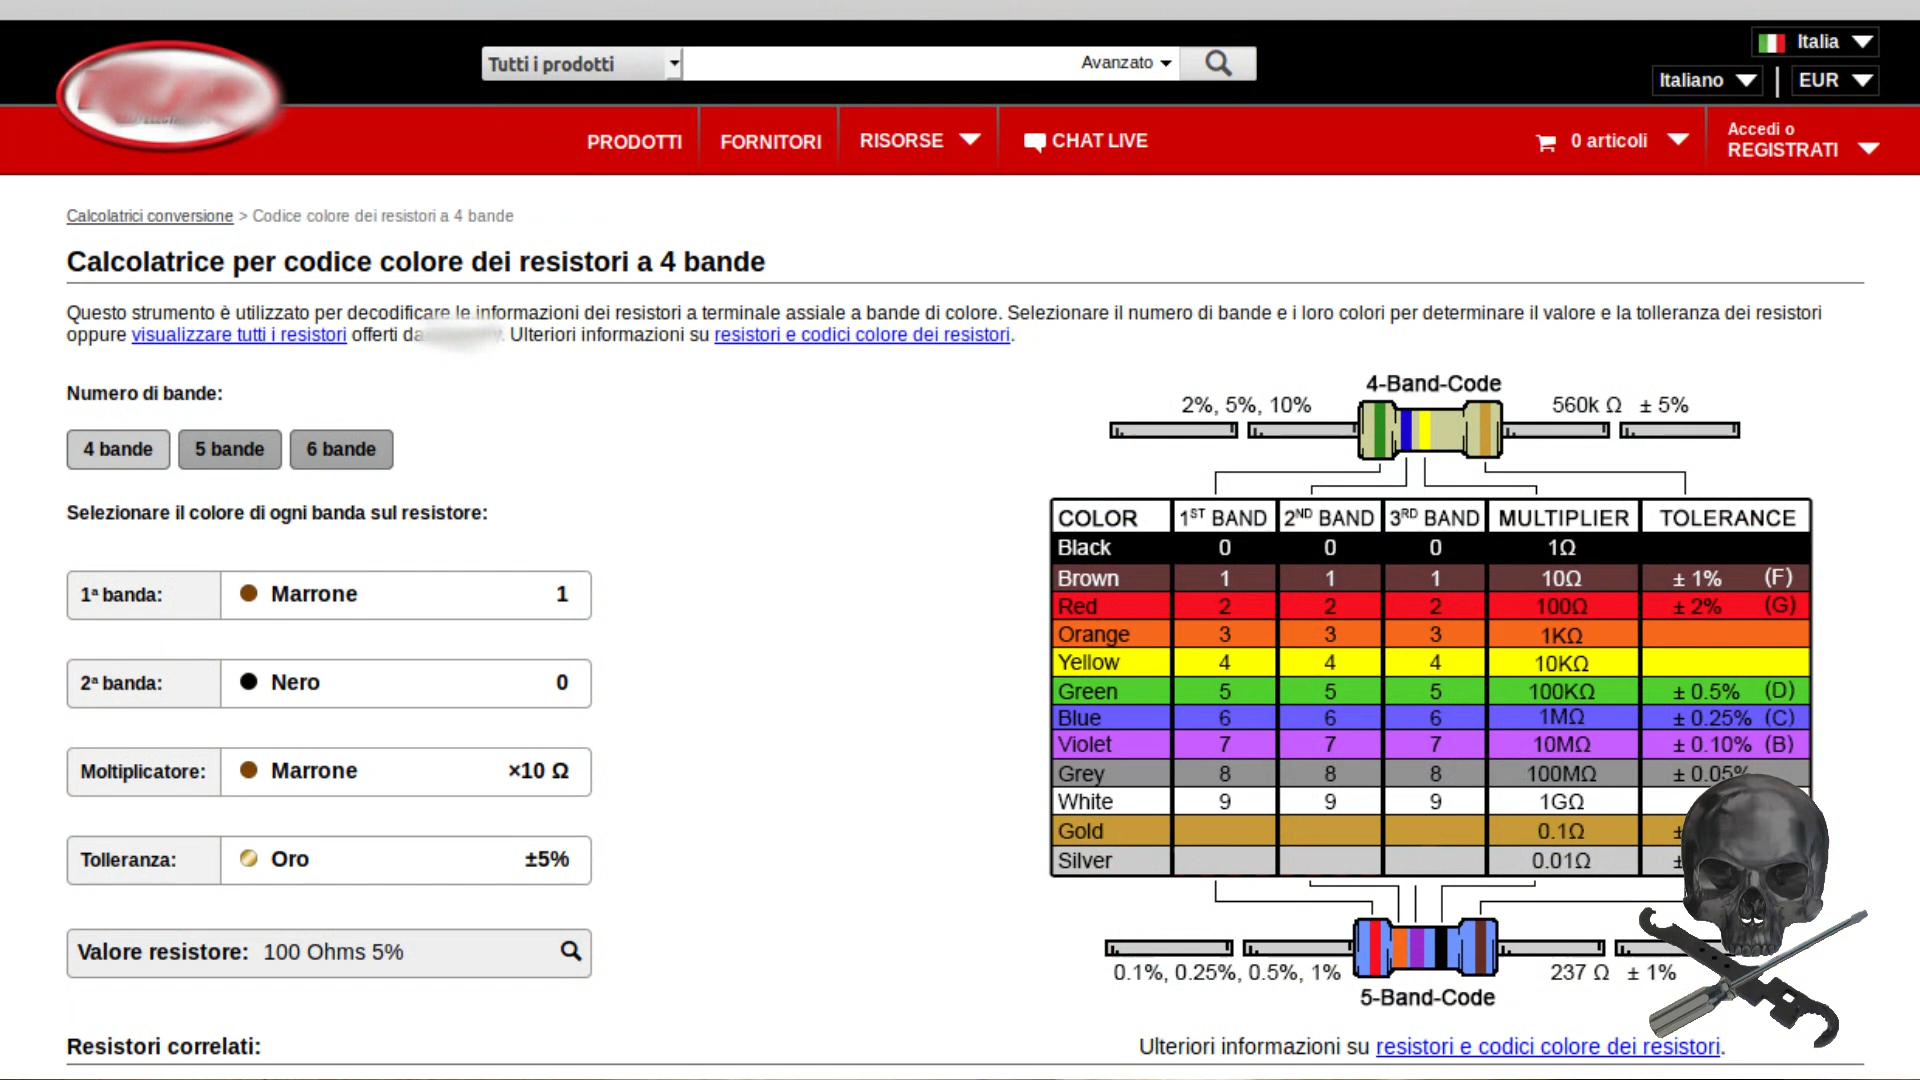 Tutti i prodotti
Avanzato
Italia
Italiano
EUR
PRODOTTI
FORNITORI
RISORSE
CHAT LIVE
0 articoli
Accedi o
REGISTRATI
Calcolatrici conversione > Codice colore dei resistori a 4 bande
Calcolatrice per codice colore dei resistori a 4 bande
Questo strumento è utilizzato per decodificare le informazioni dei resistori a terminale assiale a bande di colore. Selezionare il numero di bande e i loro colori per determinare il valore e la tolleranza dei resistori
oppure visualizzare tutti i resistori offerti da . Ulteriori informazioni su resistori e codici colore dei resistori.
Numero di bande:
4 bande 5 bande 6 bande
Selezionare il colore di ogni banda sul resistore:
1ª banda: Marrone 1
2ª banda: Nero 0
Moltiplicatore: Marrone ×10 Ω
Tolleranza: Oro ±5%
Valore resistore: 100 Ohms 5%
Resistori correlati:
4-Band-Code
2%, 5%, 10% 560k Ω ± 5%
COLOR 1ST BAND 2ND BAND 3RD BAND MULTIPLIER TOLERANCE
Black 0 0 0 1Ω
Brown 1 1 1 10Ω ± 1% (F)
Red 2 2 2 100Ω ± 2% (G)
Orange 3 3 3 1KΩ
Yellow 4 4 4 10KΩ
Green 5 5 5 100KΩ ± 0.5% (D)
Blue 6 6 6 1MΩ ± 0.25% (C)
Violet 7 7 7 10MΩ ± 0.10% (B)
Grey 8 8 8 100MΩ ± 0.05%
White 9 9 9 1GΩ
Gold 0.1Ω ±
Silver 0.01Ω ±
0.1%, 0.25%, 0.5%, 1% 237 Ω ± 1%
5-Band-Code
Ulteriori informazioni su resistori e codici colore dei resistori.